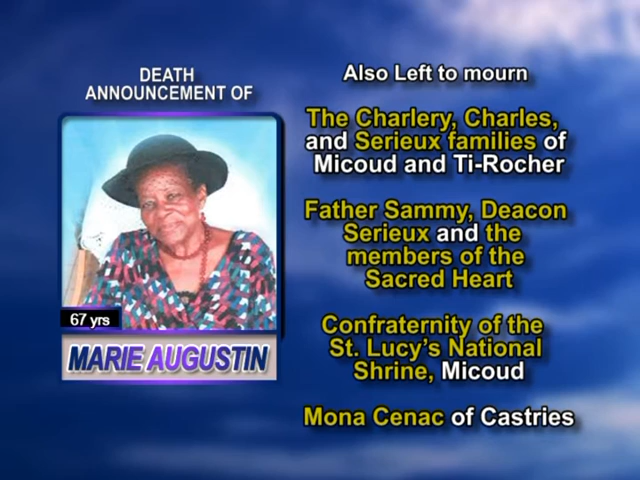 DEATH
ANNOUNCEMENT OF
67 yrs
MARIE AUGUSTIN
Also Left to mourn
The Charlery, Charles,
and Serieux families of
Micoud and Ti-Rocher
Father Sammy, Deacon
Serieux and the
members of the
Sacred Heart
Confraternity of the
St. Lucy's National
Shrine, Micoud
Mona Cenac of Castries